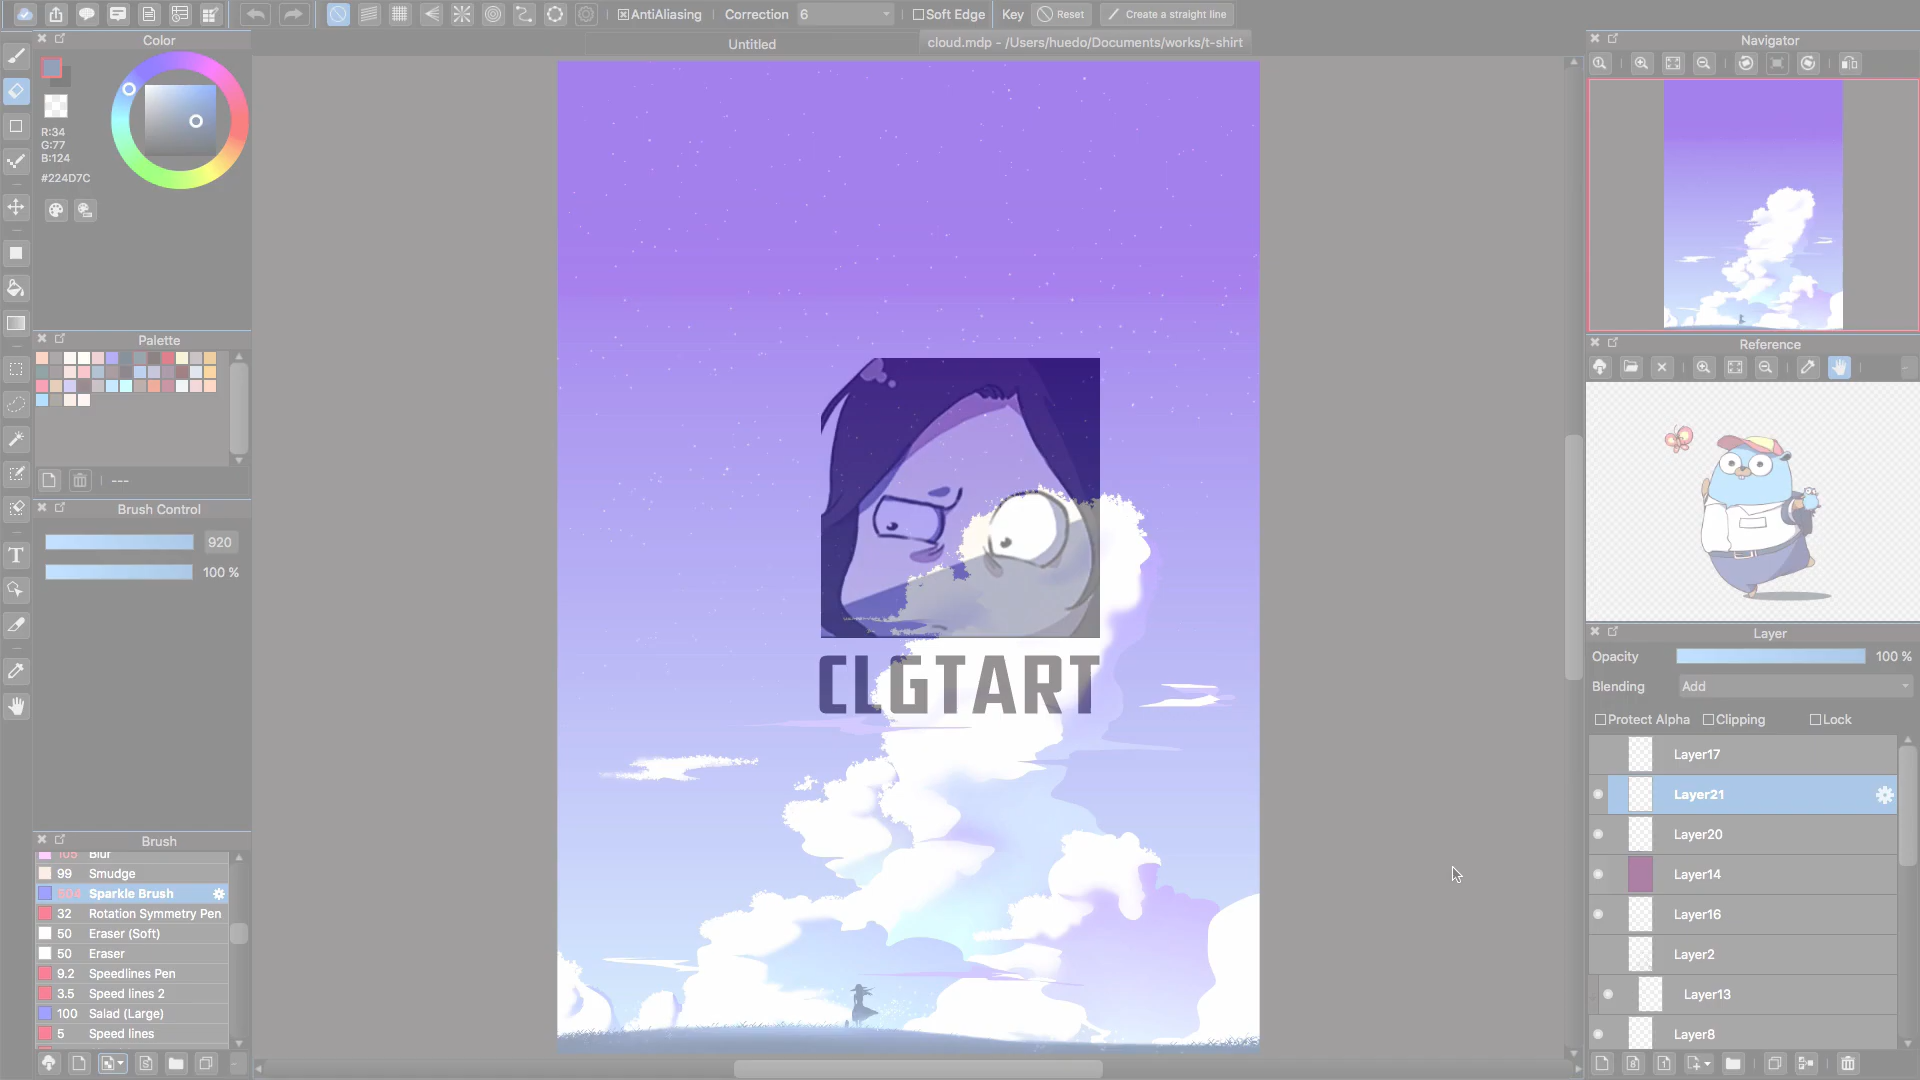 AntiAliasing
Correction
6
Soft Edge
Key
Reset
Create a straight line
Color
Untitled
cloud.mdp - /Users/huedo/Documents/works/t-shirt
Navigator
R:34
G:77
B:124
#224D7C
Palette
---
Brush Control
920
100 %
Brush
105 Blur
99 Smudge
504 Sparkle Brush
32 Rotation Symmetry Pen
50 Eraser (Soft)
50 Eraser
9.2 Speedlines Pen
3.5 Speed lines 2
100 Salad (Large)
5 Speed lines
CLGTART
Reference
Layer
Opacity 100 %
Blending Add
Protect Alpha Clipping Lock
Layer17
Layer21
Layer20
Layer14
Layer16
Layer2
Layer13
Layer8